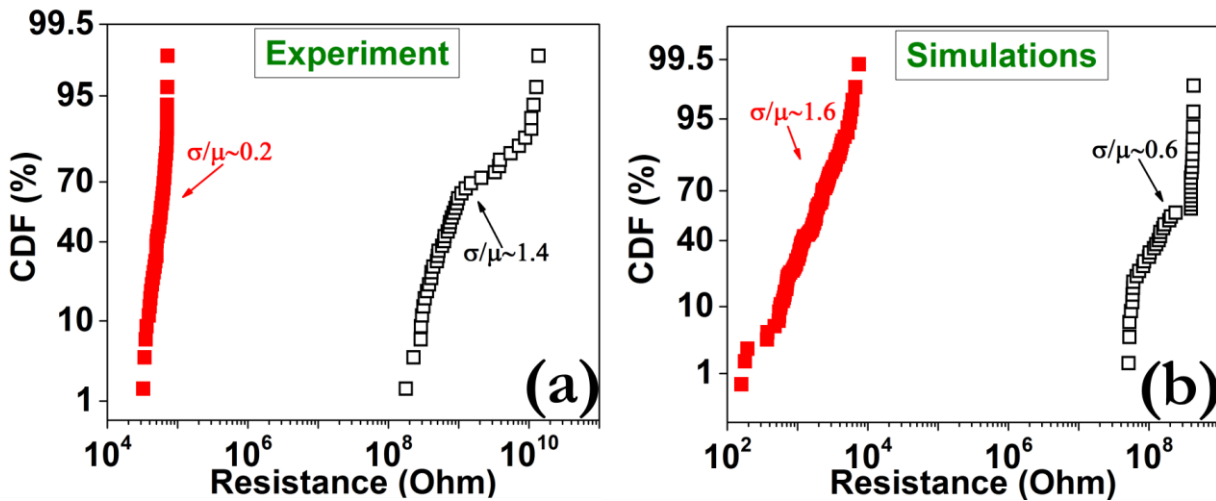 Experiment
CDF (%)
99.5
95
70
40
10
1
σ/μ~0.2
σ/μ~1.4
(a)
10^4 10^6 10^8 10^10
Resistance (Ohm)
Simulations
CDF (%)
99.5
95
70
40
10
1
σ/μ~1.6
σ/μ~0.6
(b)
10^2 10^4 10^6 10^8
Resistance (Ohm)